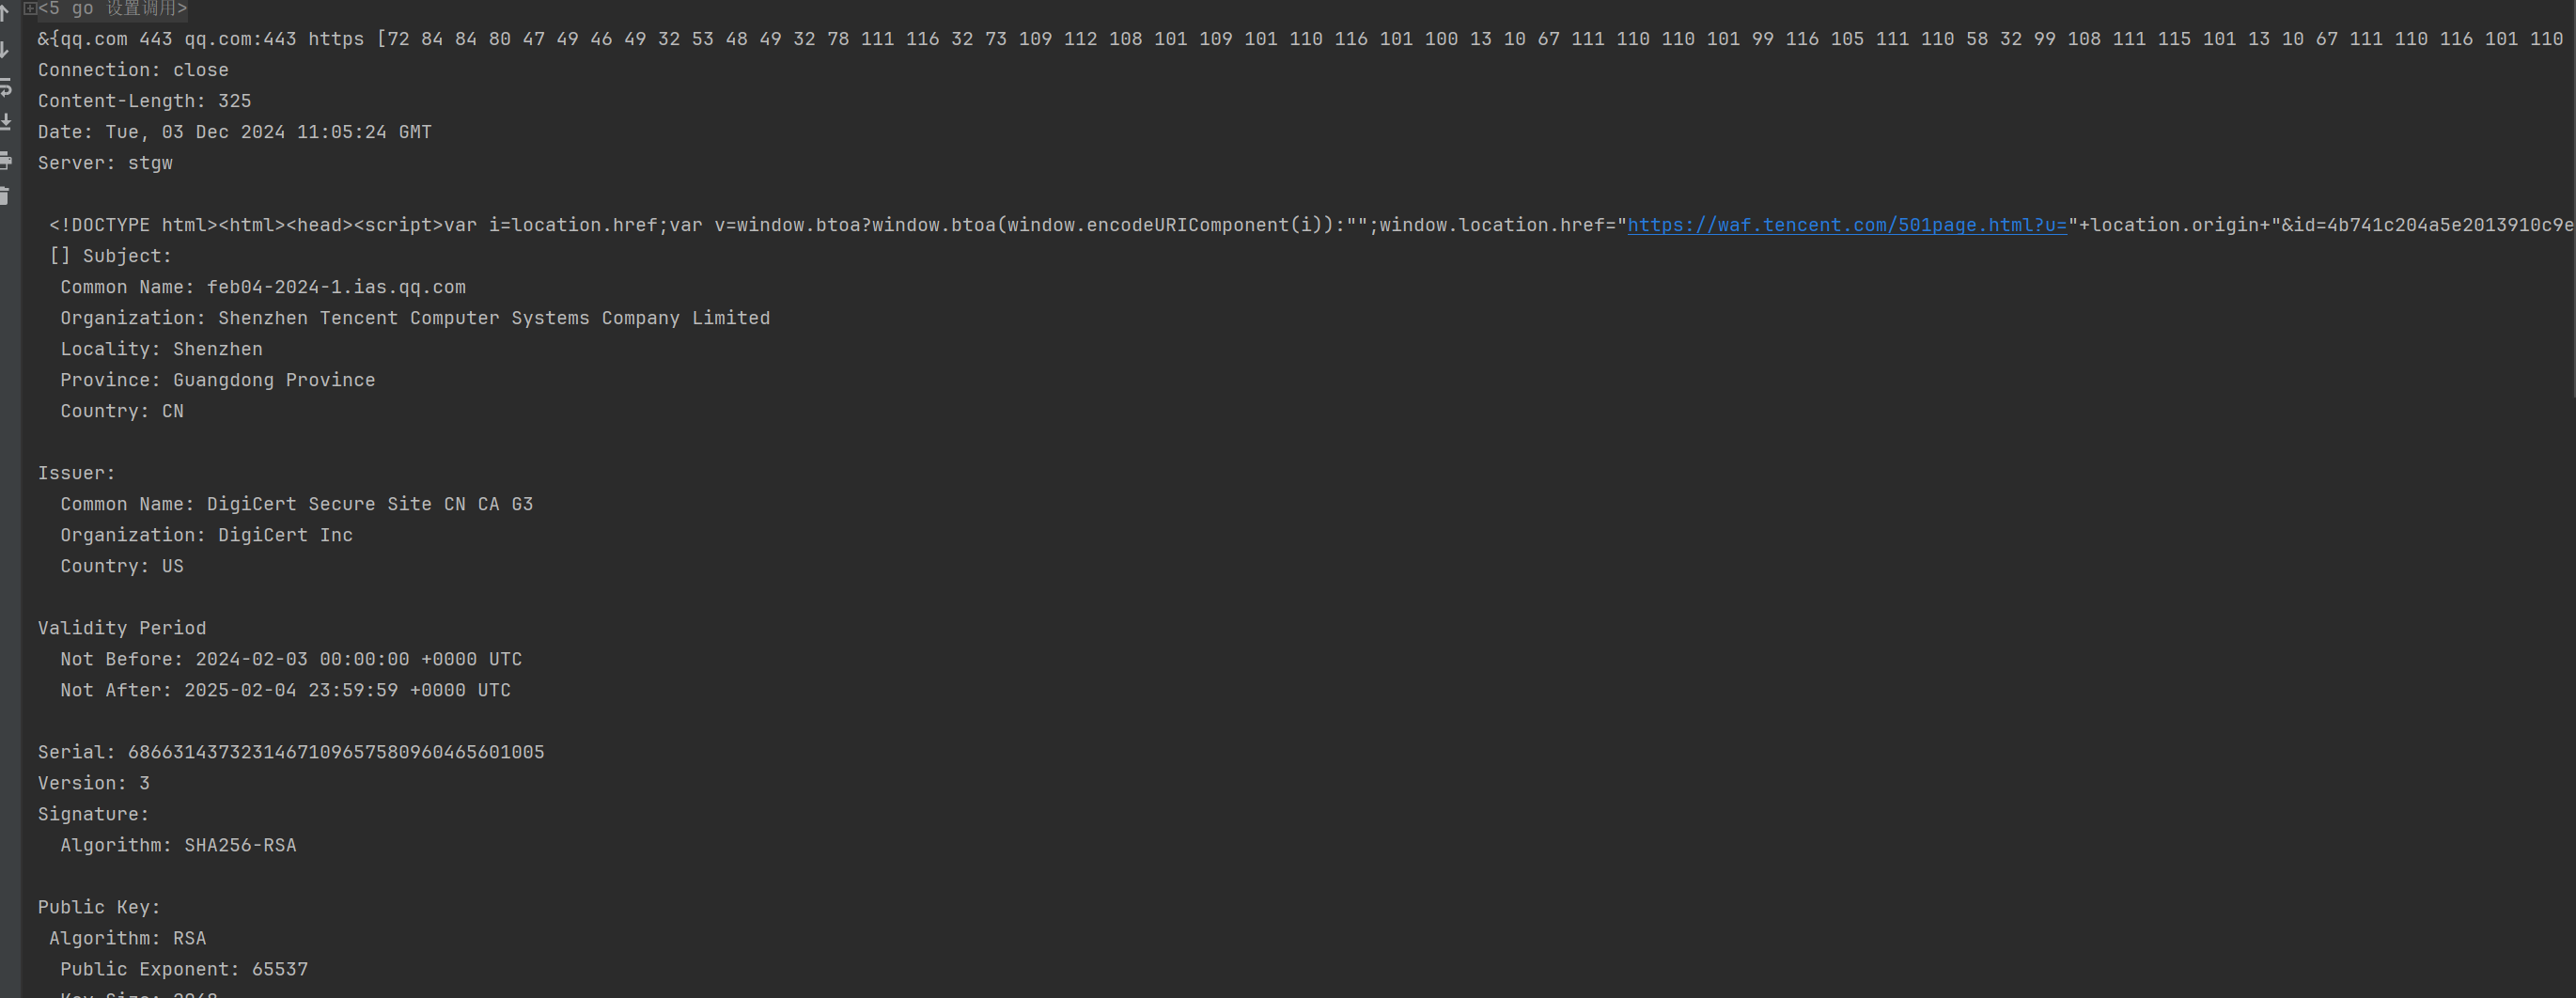 <5 go 设置调用>
&{qq.com 443 qq.com:443 https [72 84 84 80 47 49 46 49 32 53 48 49 32 78 111 116 32 73 109 112 108 101 109 101 110 116 101 100 13 10 67 111 110 110 101 99 116 105 111 110 58 32 99 108 111 115 101 13 10 67 111 110 116 101 110
Connection: close
Content-Length: 325
Date: Tue, 03 Dec 2024 11:05:24 GMT
Server: stgw
<!DOCTYPE html><html><head><script>var i=location.href;var v=window.btoa?window.btoa(window.encodeURIComponent(i)):"";window.location.href="https://waf.tencent.com/501page.html?u="+location.origin+"&id=4b741c204a5e2013910c9e
[] Subject:
Common Name: feb04-2024-1.ias.qq.com
Organization: Shenzhen Tencent Computer Systems Company Limited
Locality: Shenzhen
Province: Guangdong Province
Country: CN
Issuer:
Common Name: DigiCert Secure Site CN CA G3
Organization: DigiCert Inc
Country: US
Validity Period
Not Before: 2024-02-03 00:00:00 +0000 UTC
Not After: 2025-02-04 23:59:59 +0000 UTC
Serial: 6866314373231467109657580960465601005
Version: 3
Signature:
Algorithm: SHA256-RSA
Public Key:
Algorithm: RSA
Public Exponent: 65537
Key Size: 2048